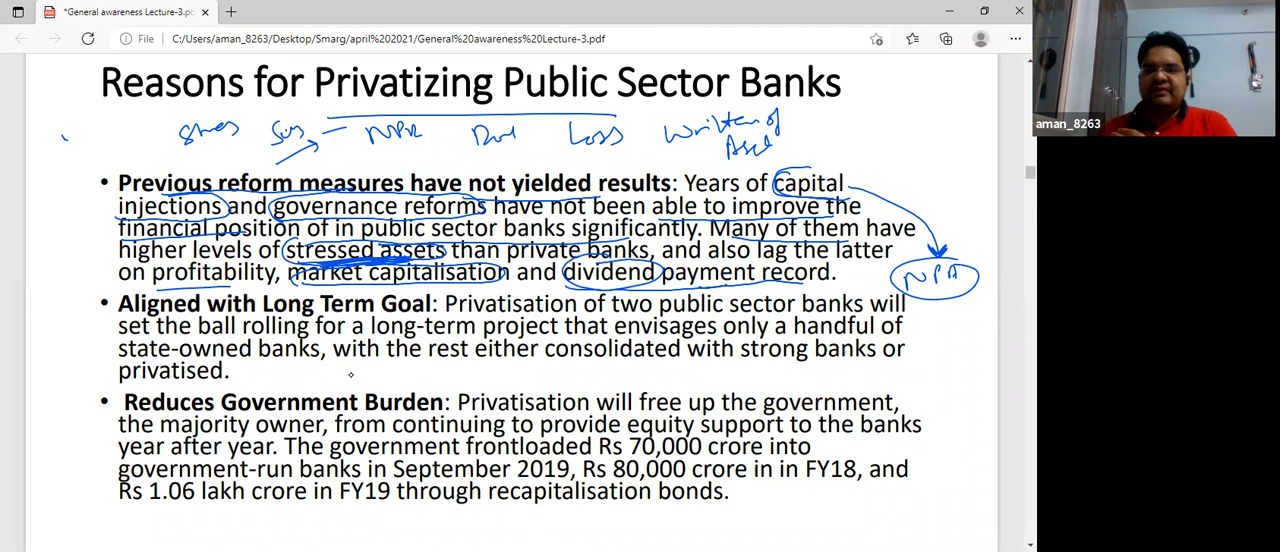 *General awareness Lecture-3.pd
File
C:/Users/aman_8263/Desktop/Smarg/april%202021/General%20awareness%20Lecture-3.pdf
aman_8263
Reasons for Privatizing Public Sector Banks
Loss Written of
• Previous reform measures have not yielded results: Years of capital
injections and governance reforms have not been able to improve the
financial position of in public sector banks significantly. Many of them have
higher levels of stressed assets than private banks, and also lag the latter
on profitability, market capitalisation and dividend payment record.
NPA
• Aligned with Long Term Goal: Privatisation of two public sector banks will
set the ball rolling for a long-term project that envisages only a handful of
state-owned banks, with the rest either consolidated with strong banks or
privatised.
• Reduces Government Burden: Privatisation will free up the government,
the majority owner, from continuing to provide equity support to the banks
year after year. The government frontloaded Rs 70,000 crore into
government-run banks in September 2019, Rs 80,000 crore in in FY18, and
Rs 1.06 lakh crore in FY19 through recapitalisation bonds.